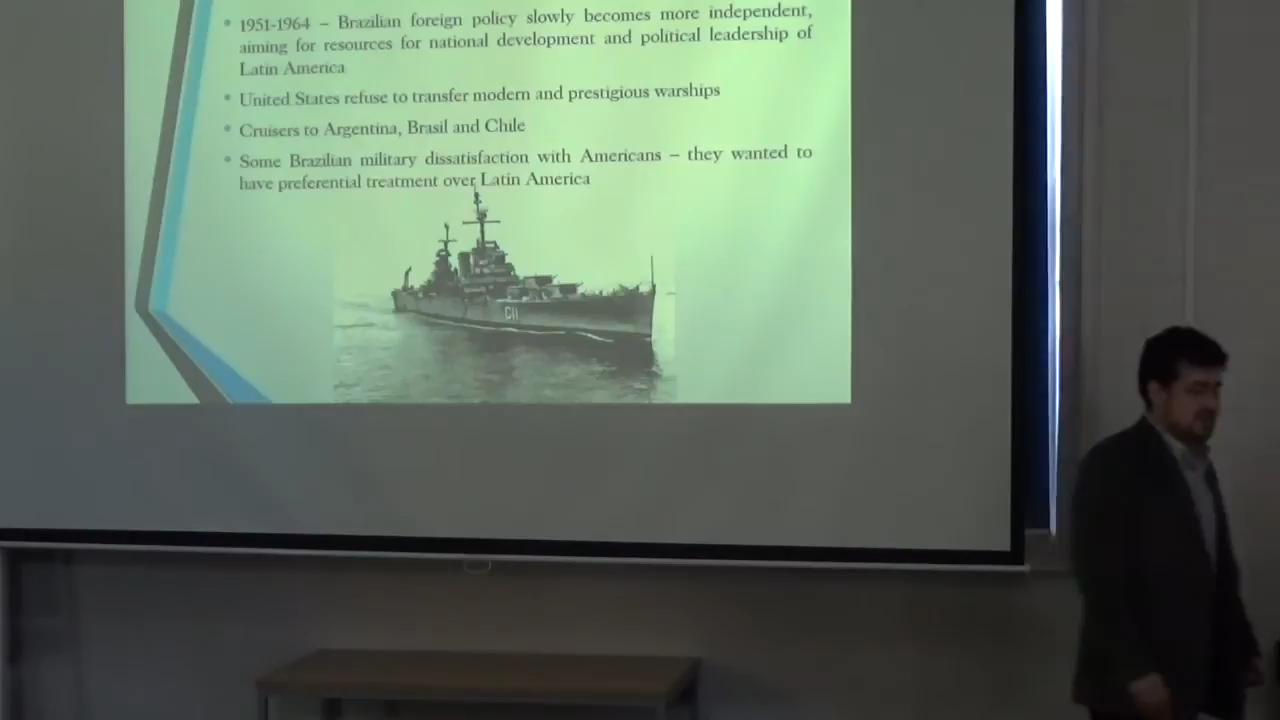 1951-1964 – Brazilian foreign policy slowly becomes more independent,
aiming for resources for national development and political leadership of
Latin America
United States refuse to transfer modern and prestigious warships
Cruisers to Argentina, Brasil and Chile
Some Brazilian military dissatisfaction with Americans – they wanted to
have preferential treatment over Latin America
C11